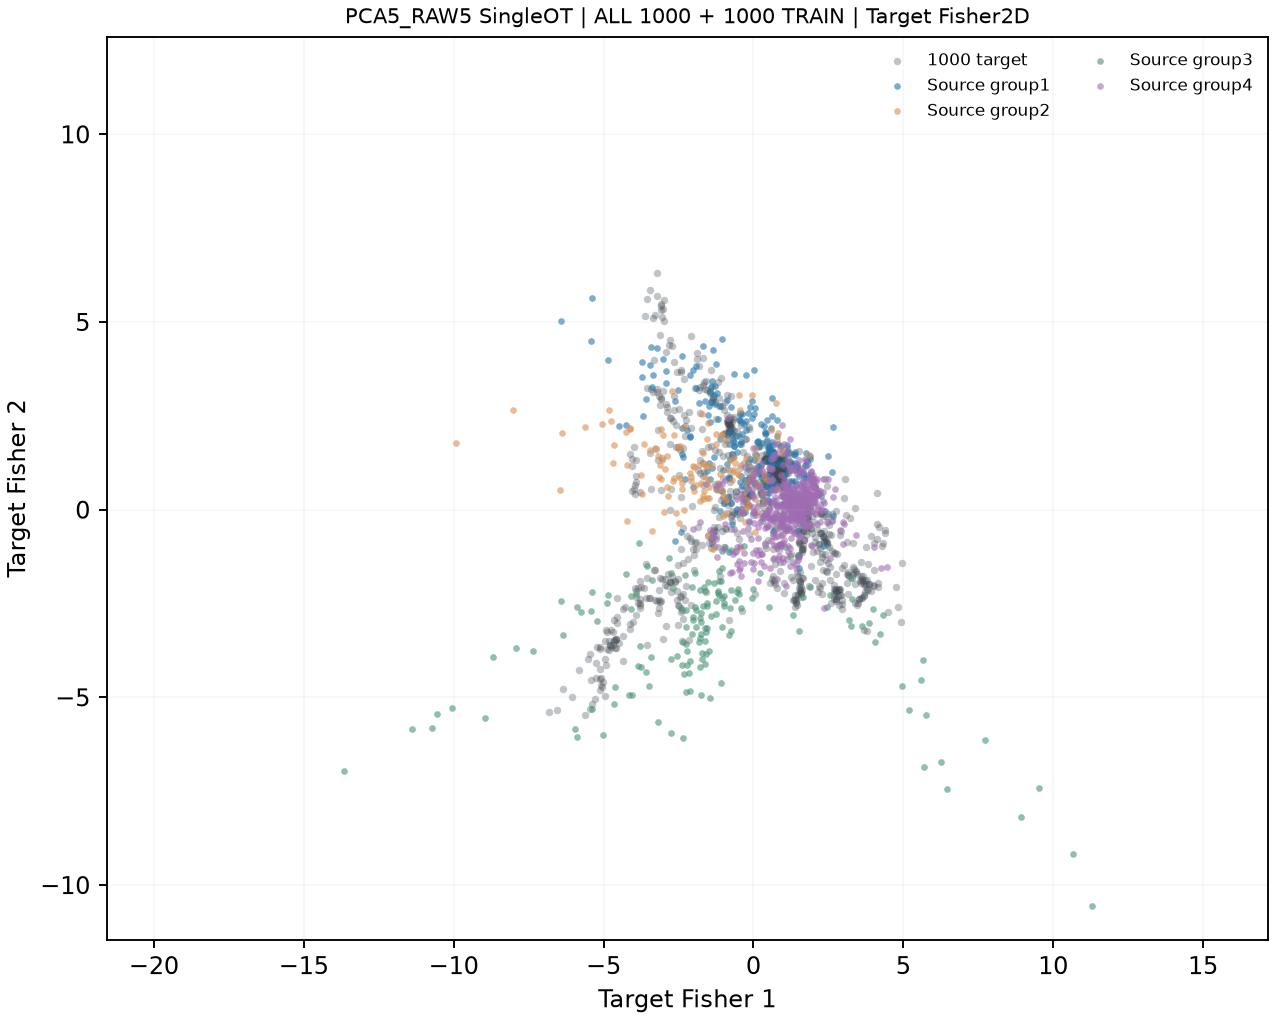 PCA5_RAW5 SingleOT | ALL 1000 + 1000 TRAIN | Target Fisher2D
1000 target
Source group1
Source group2
Source group3
Source group4
10
5
0
−5
−10
Target Fisher 2
−20
−15
−10
−5
0
5
10
15
Target Fisher 1